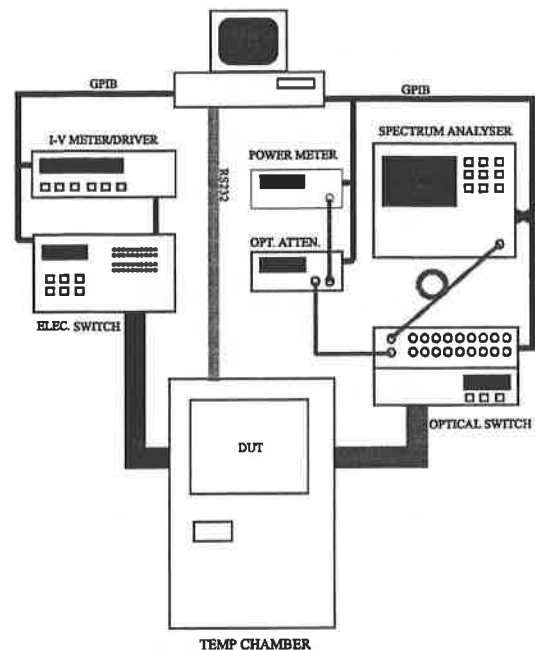 GPIB
GPIB
I-V METER/DRIVER
SPECTRUM ANALYSER
POWER METER
RS232
OPT. ATTEN.
ELEC. SWITCH
OPTICAL SWITCH
DUT
TEMP CHAMBER